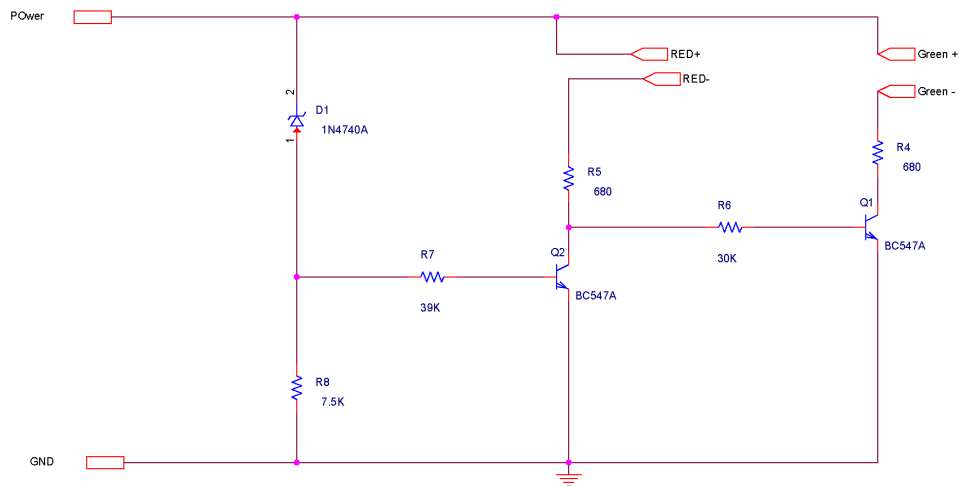 POwer
RED+
Green +
RED-
Green -
2
D1
1N4740A
1
R4
680
R5
680
R6
Q1
30K
BC547A
R7
Q2
39K
BC547A
R8
7.5K
GND